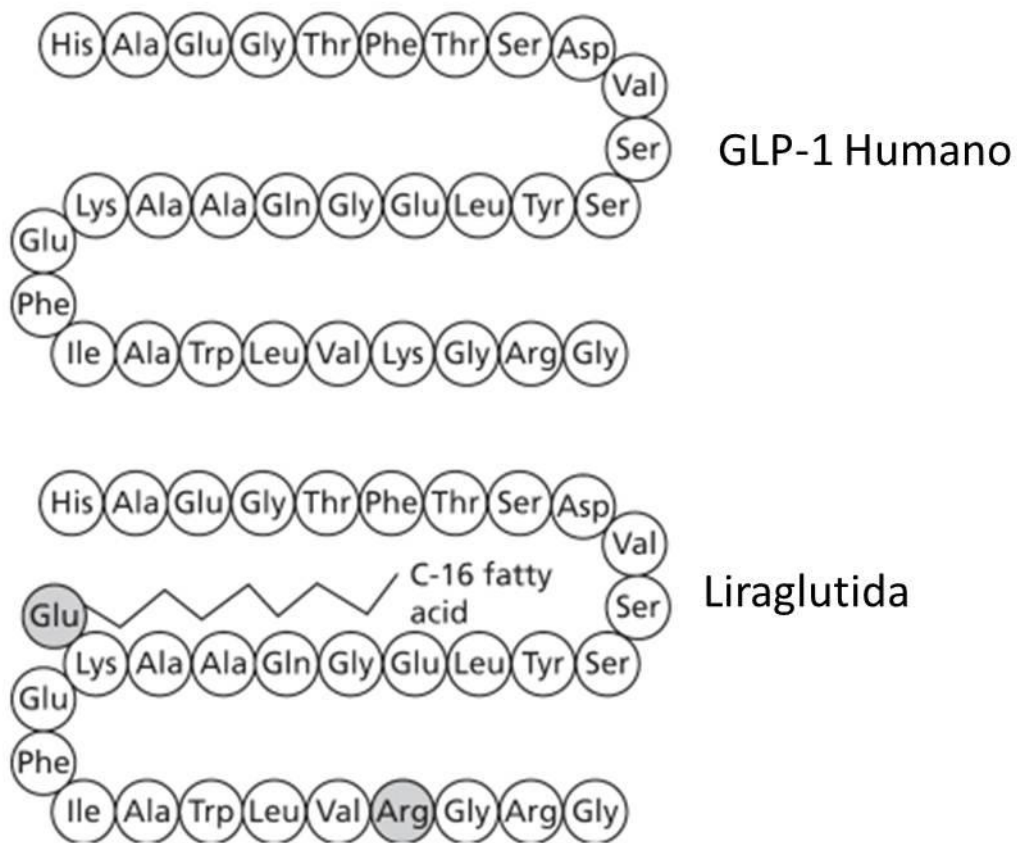 His Ala Glu Gly Thr Phe Thr Ser Asp
Val
Ser
GLP-1 Humano
Lys Ala Ala Gln Gly Glu Leu Tyr Ser
Glu
Phe
Ile Ala Trp Leu Val Lys Gly Arg Gly
His Ala Glu Gly Thr Phe Thr Ser Asp
Val
C-16 fatty
acid
Glu
Ser
Liraglutida
Lys Ala Ala Gln Gly Glu Leu Tyr Ser
Glu
Phe
Ile Ala Trp Leu Val Arg Gly Arg Gly